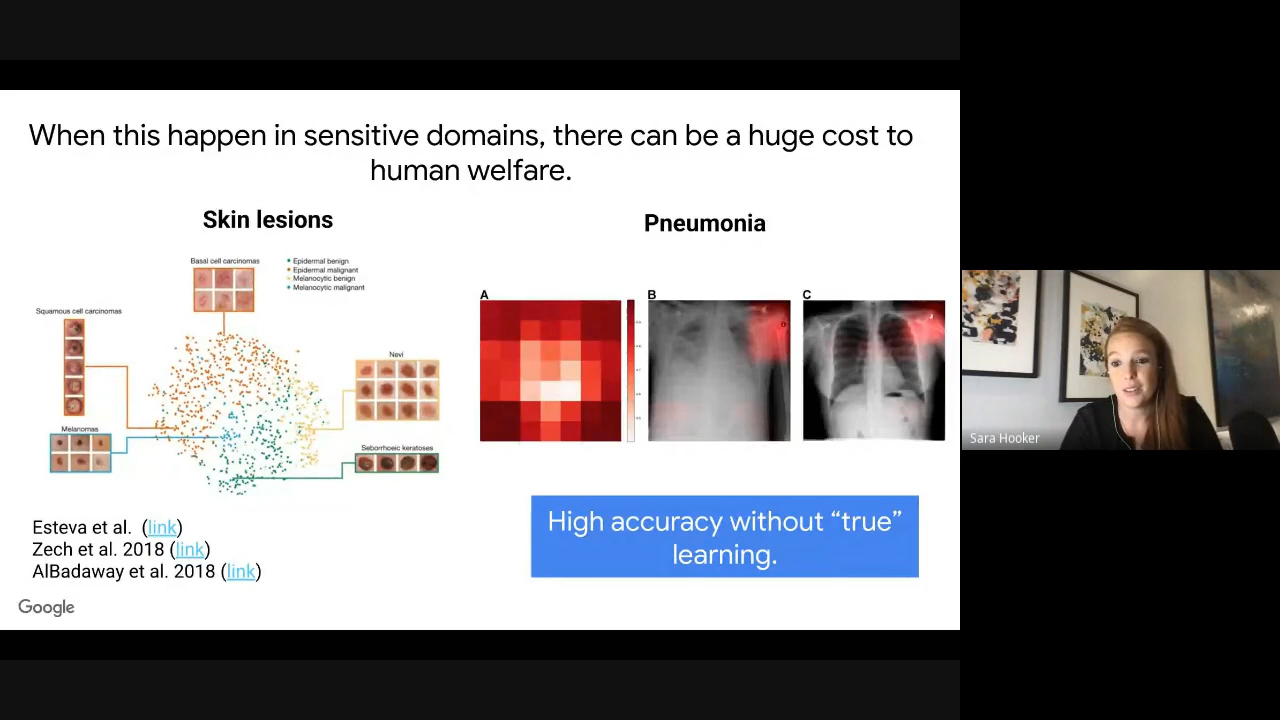 When this happen in sensitive domains, there can be a huge cost to
human welfare.
Skin lesions
Pneumonia
Basal cell carcinomas
Epidermal benign
Epidermal malignant
Melanocytic benign
Melanocytic malignant
Squamous cell carcinomas
Nevi
Melanomas
Seborrhoeic keratoses
A
B
C
High accuracy without “true”
learning.
Esteva et al. (link)
Zech et al. 2018 (link)
AlBadaway et al. 2018 (link)
Google
Sara Hooker